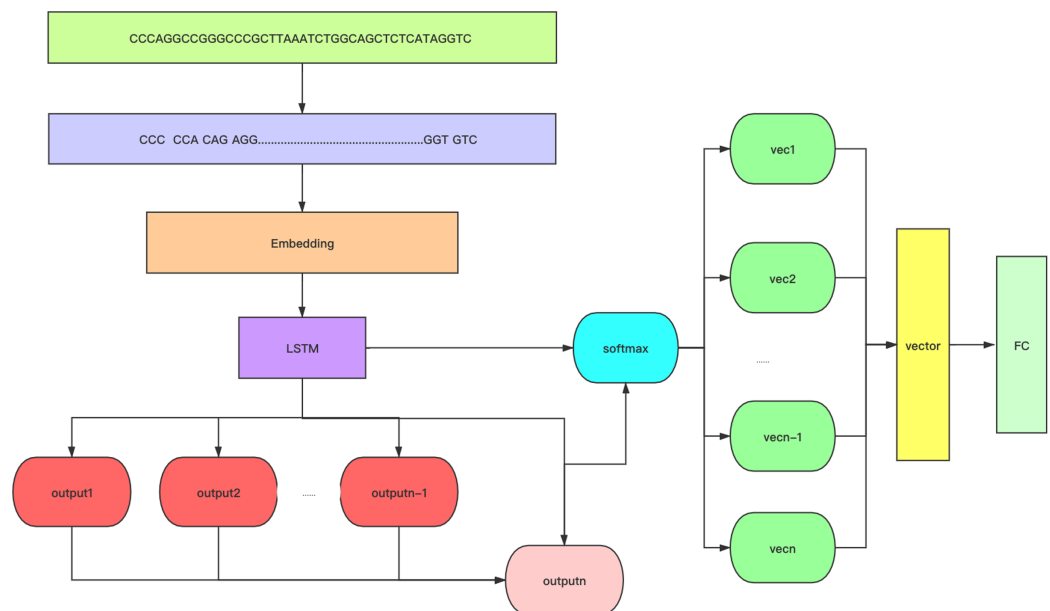 CCCAGGCCGGGCCCGCTTAAATCTGGCAGCTCTCATAGGTC
CCC CCA CAG AGG....................................................GGT GTC
Embedding
LSTM
output1
output2
......
outputn-1
outputn
softmax
vec1
vec2
......
vecn-1
vecn
vector
FC